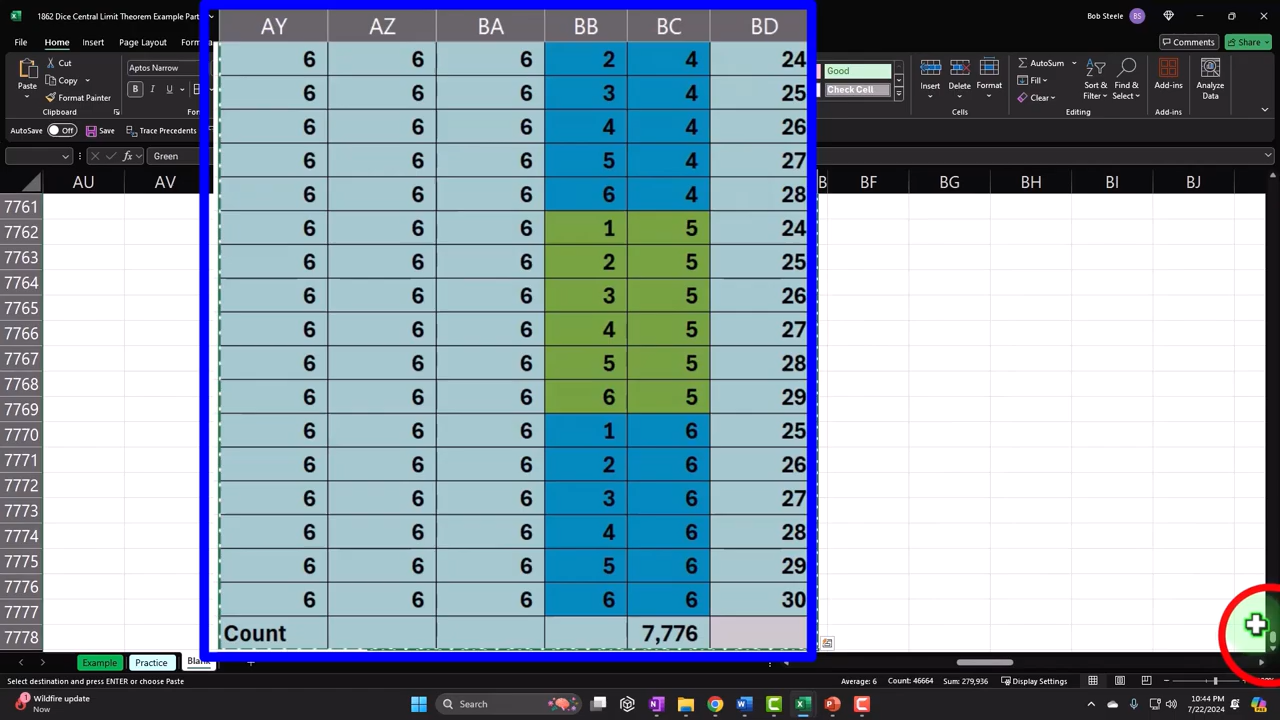 1862 Dice Central Limit Theorem Example Part
Bob Steele BS
File Home Insert Page Layout Formu
Comments Share
Cut
Copy
Format Painter
Paste
Clipboard
Aptos Narrow
B I U
Good
Check Cell
Insert Delete Format
Cells
AutoSum
Fill
Clear
Sort & Filter Find & Select
Editing
Add-ins
Add-ins
Analyze Data
AutoSave Off Save Trace Precedents
fx Green
AU AV BF BG BH BI BJ
7761
7762
7763
7764
7765
7766
7767
7768
7769
7770
7771
7772
7773
7774
7775
7776
7777
7778
AY AZ BA BB BC BD
6 6 6 2 4 24
6 6 6 3 4 25
6 6 6 4 4 26
6 6 6 5 4 27
6 6 6 6 4 28
6 6 6 1 5 24
6 6 6 2 5 25
6 6 6 3 5 26
6 6 6 4 5 27
6 6 6 5 5 28
6 6 6 6 5 29
6 6 6 1 6 25
6 6 6 2 6 26
6 6 6 3 6 27
6 6 6 4 6 28
6 6 6 5 6 29
6 6 6 6 6 30
Count 7,776
Example Practice Blank
Select destination and press ENTER or choose Paste
Average: 6 Count: 46664 Sum: 279,936 Display Settings
Wildfire update
Now
Search
10:44 PM
7/22/2024